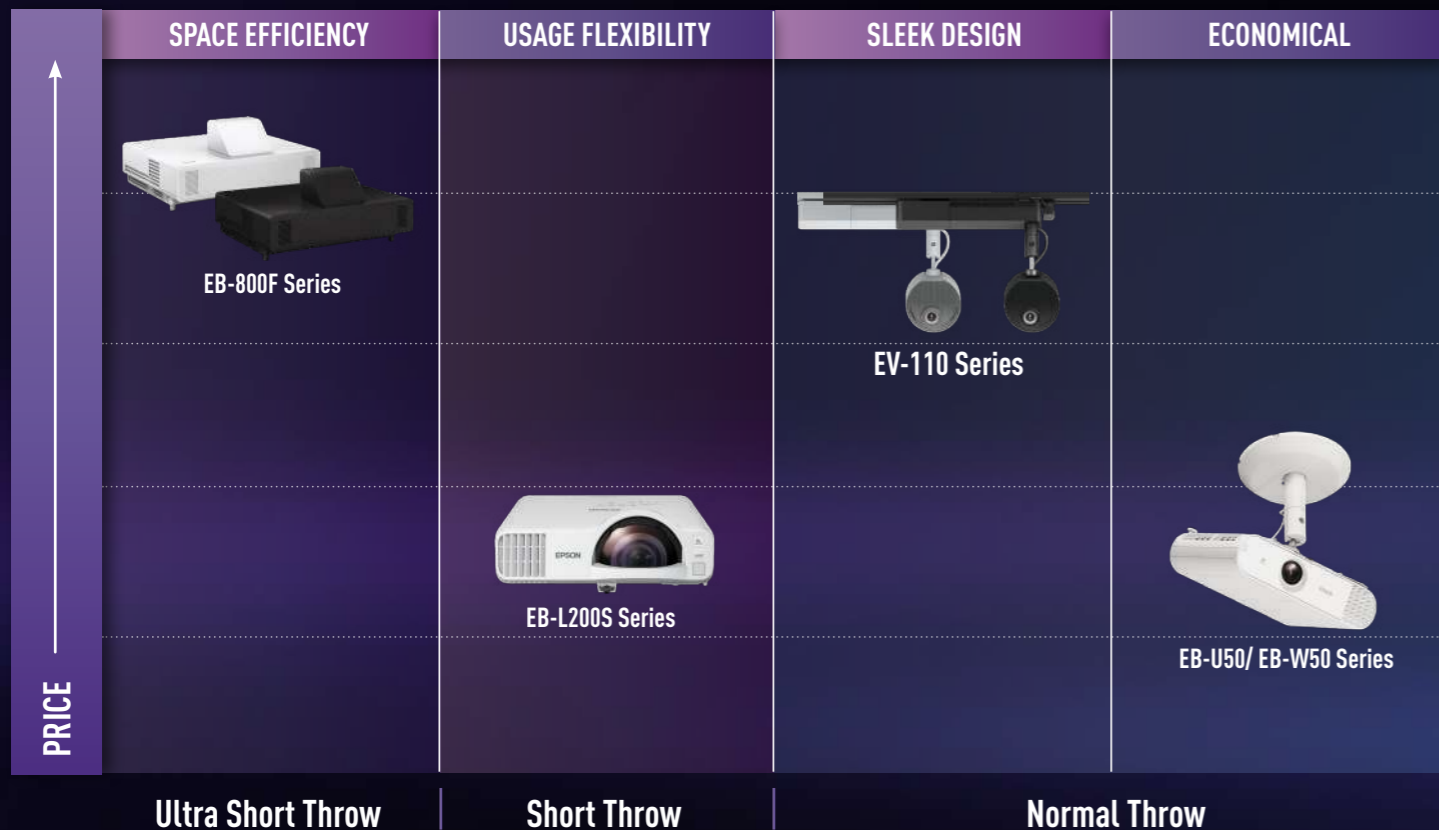 SPACE EFFICIENCY
USAGE FLEXIBILITY
SLEEK DESIGN
ECONOMICAL
PRICE
EB-800F Series
EV-110 Series
EPSON
EB-L200S Series
EB-U50/ EB-W50 Series
Ultra Short Throw
Short Throw
Normal Throw